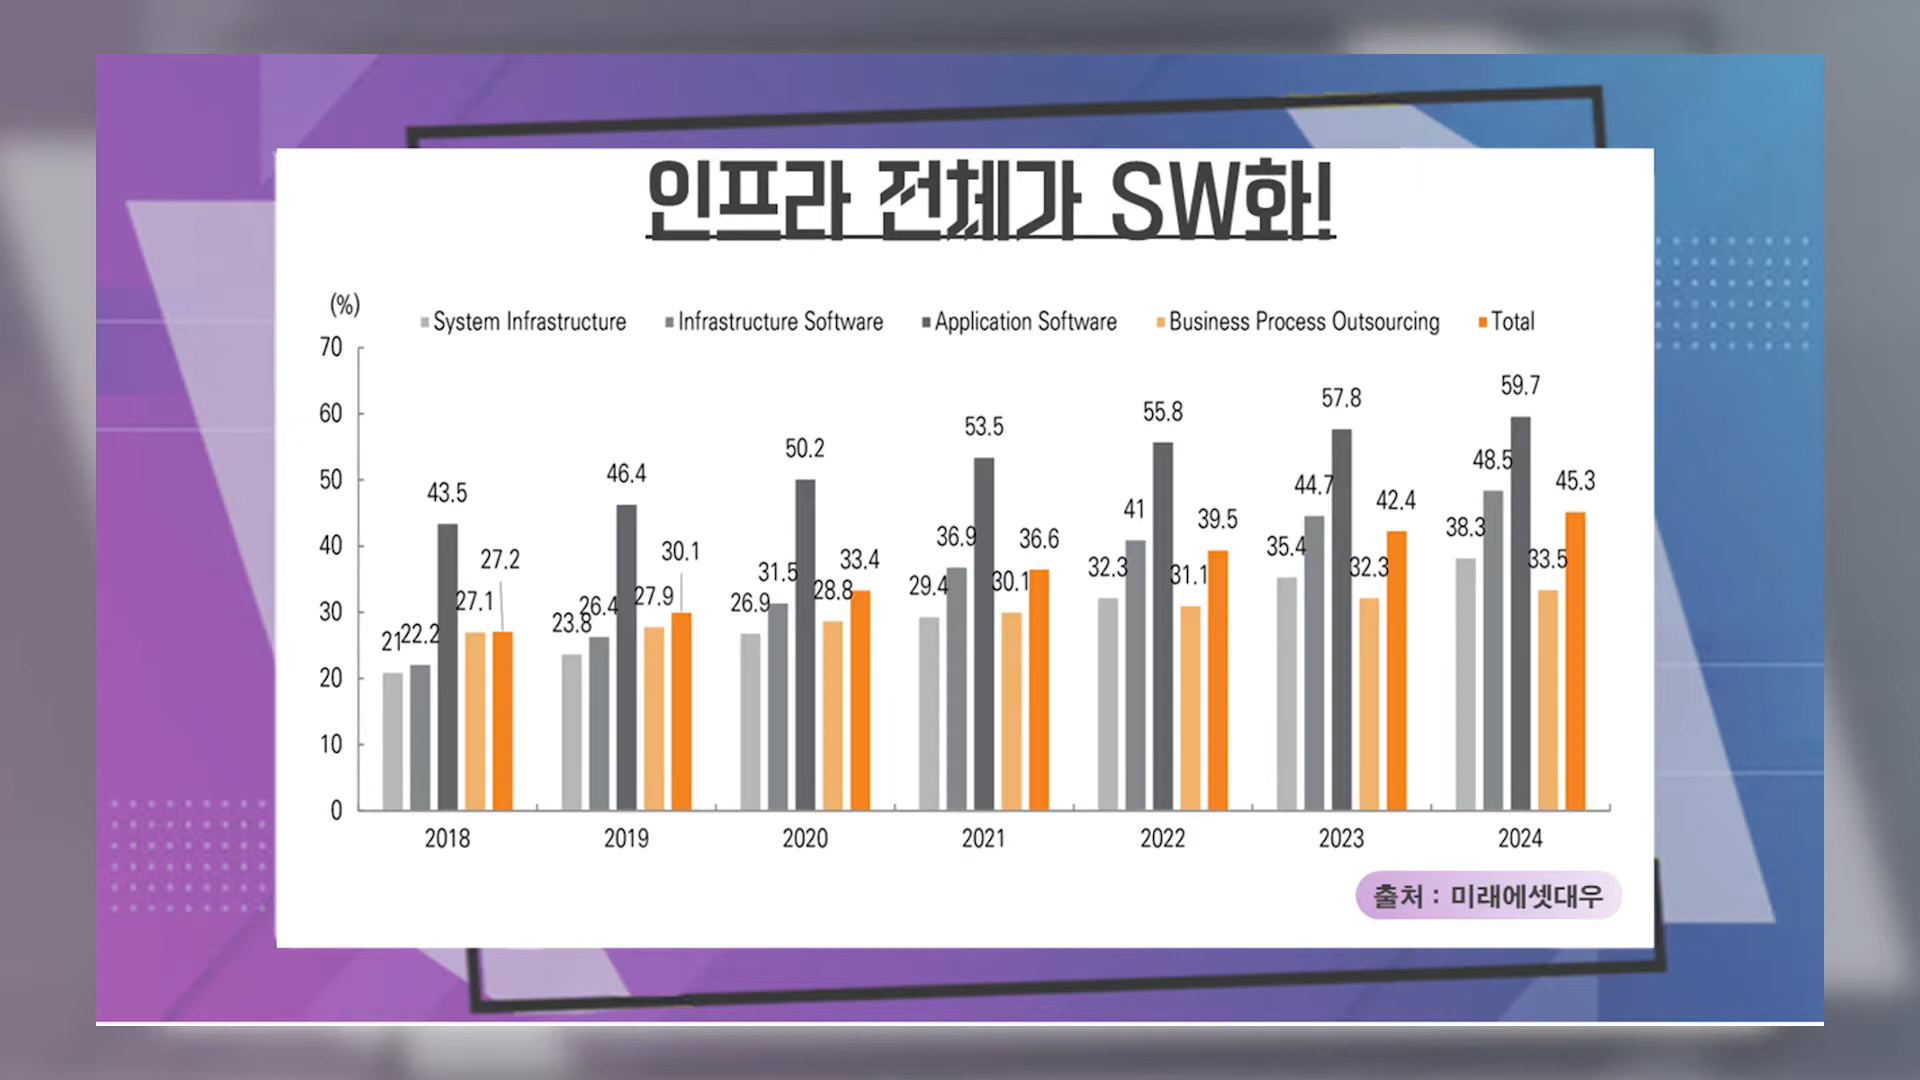 인프라 전체가 SW화!
(%)
System Infrastructure Infrastructure Software Application Software Business Process Outsourcing Total
70
60
50
40
30
20
10
0
21 22.2 43.5 27.1 27.2
23.8 26.4 46.4 27.9 30.1
26.9 31.5 50.2 28.8 33.4
29.4 36.9 53.5 30.1 36.6
32.3 41 55.8 31.1 39.5
35.4 44.7 57.8 32.3 42.4
38.3 48.5 59.7 33.5 45.3
2018 2019 2020 2021 2022 2023 2024
출처 : 미래에셋대우